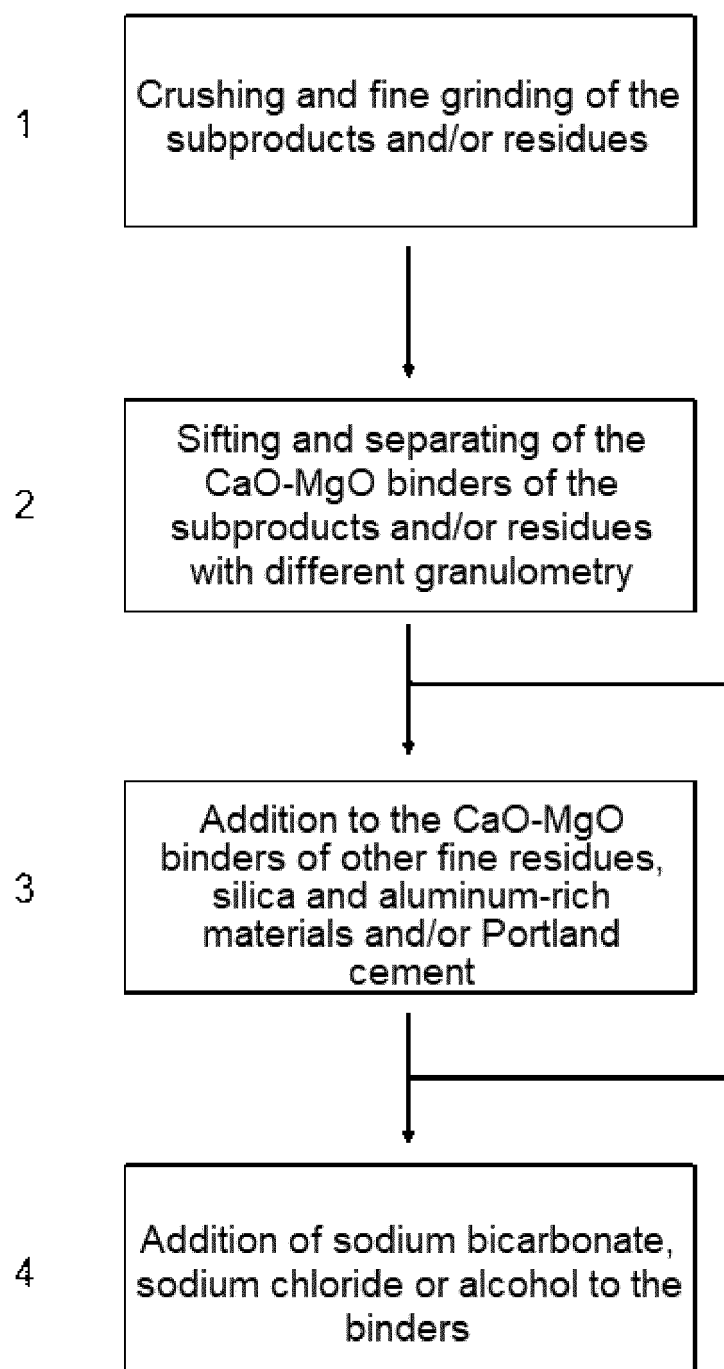 1
Crushing and fine grinding of the
subproducts and/or residues
2
Sifting and separating of the
CaO-MgO binders of the
subproducts and/or residues
with different granulometry
3
Addition to the CaO-MgO
binders of other fine residues,
silica and aluminum-rich
materials and/or Portland
cement
4
Addition of sodium bicarbonate,
sodium chloride or alcohol to the
binders